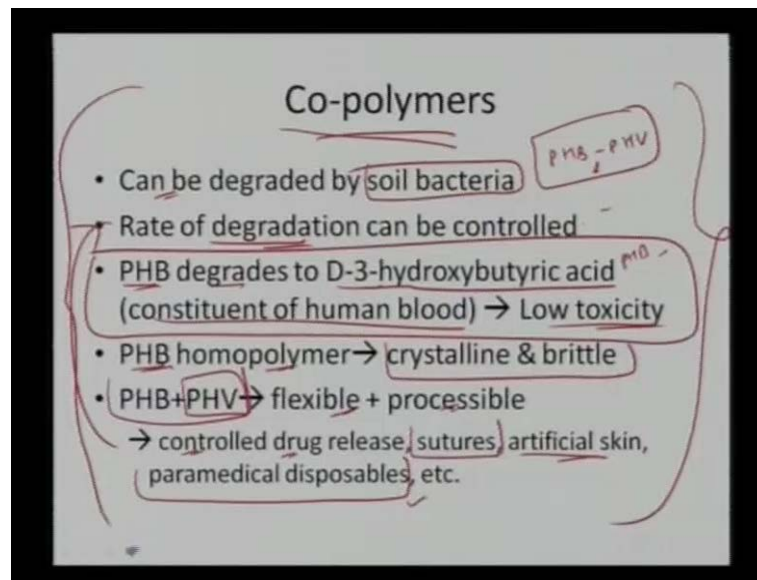 Co-polymers
PHB - PHV
• Can be degraded by soil bacteria
• Rate of degradation can be controlled
• PHB degrades to D-3-hydroxybutyric acid
PHB -
(constituent of human blood) → Low toxicity
• PHB homopolymer→ crystalline & brittle
• PHB+PHV→ flexible + processible
→ controlled drug release, sutures, artificial skin,
paramedical disposables, etc.